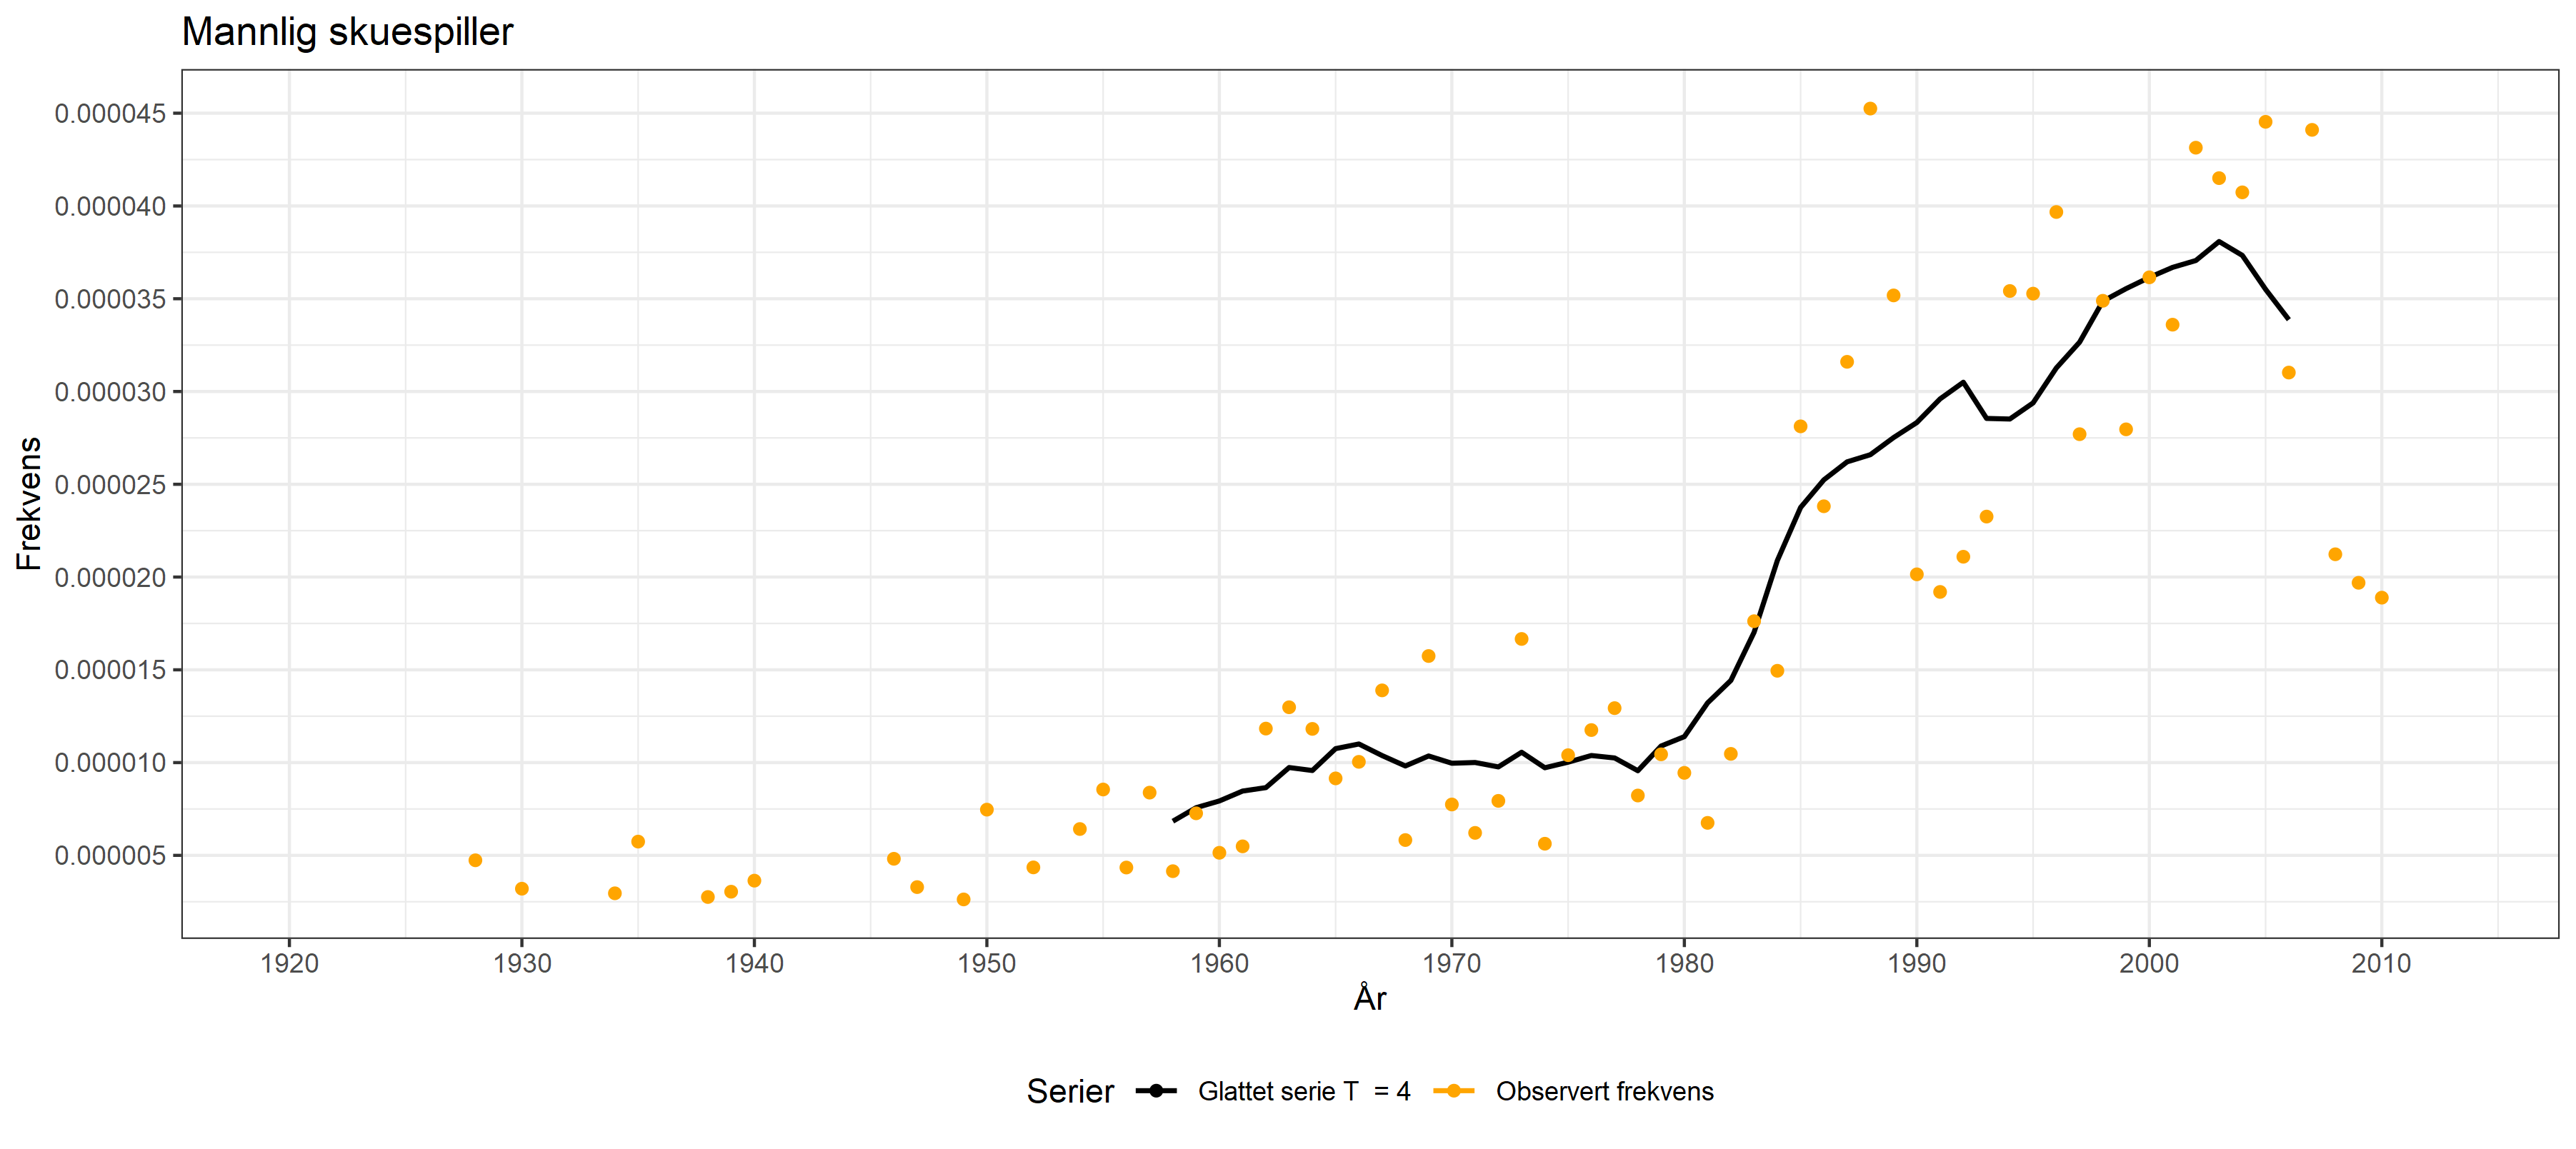 Mannlig skuespiller
0.000045
0.000040
0.000035
0.000030
0.000025
0.000020
0.000015
0.000010
0.000005
Frekvens
1920 1930 1940 1950 1960 1970 1980 1990 2000 2010
År
Serier Glattet serie T = 4 Observert frekvens